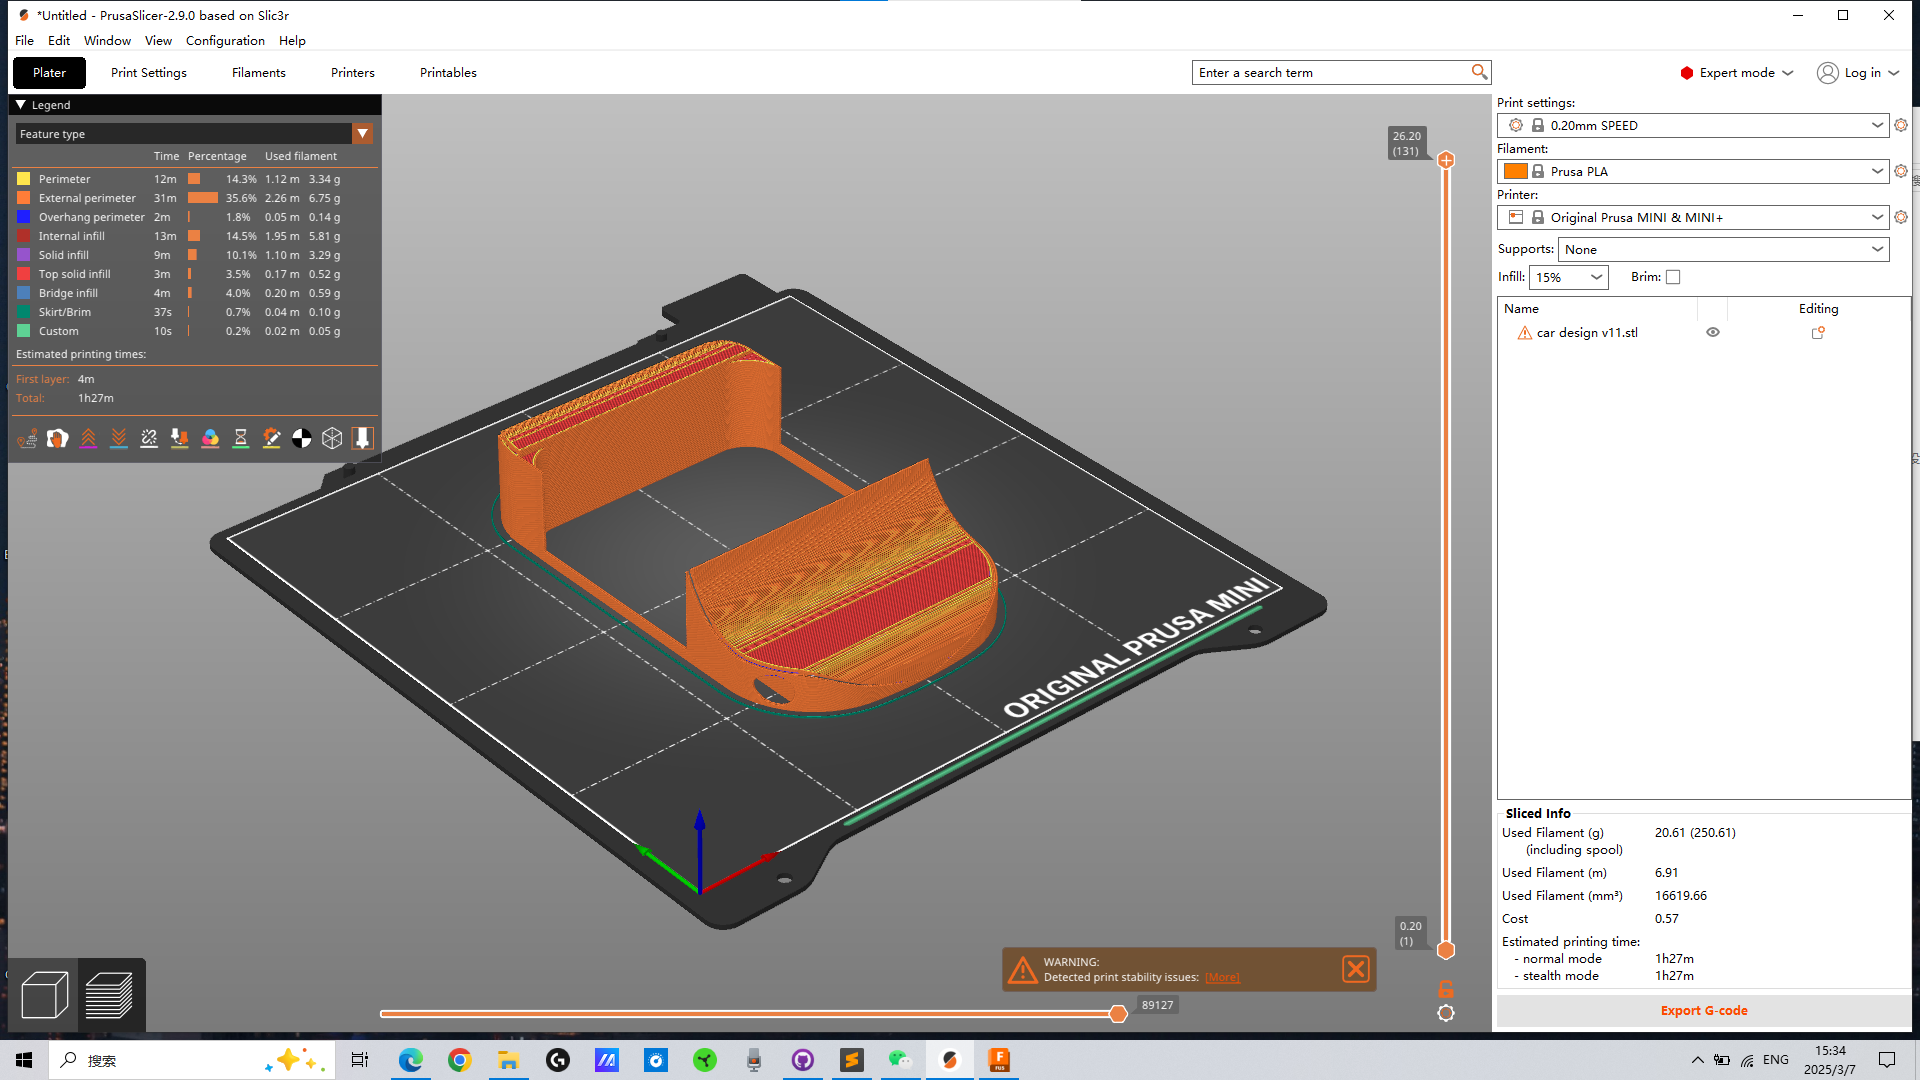 *Untitled - PrusaSlicer-2.9.0 based on Slic3r
File Edit Window View Configuration Help
Plater Print Settings Filaments Printers Printables
Enter a search term
Expert mode
Log in
Legend
Feature type
Time Percentage Used filament
Perimeter 12m 14.3% 1.12 m 3.34 g
External perimeter 31m 35.6% 2.26 m 6.75 g
Overhang perimeter 2m 1.8% 0.05 m 0.14 g
Internal infill 13m 14.5% 1.95 m 5.81 g
Solid infill 9m 10.1% 1.10 m 3.29 g
Top solid infill 3m 3.5% 0.17 m 0.52 g
Bridge infill 4m 4.0% 0.20 m 0.59 g
Skirt/Brim 37s 0.7% 0.04 m 0.10 g
Custom 10s 0.2% 0.02 m 0.05 g
Estimated printing times:
First layer: 4m
Total: 1h27m
26.20
(131)
ORIGINAL PRUSA MINI
0.20
(1)
WARNING:
Detected print stability issues: [More]
89127
Print settings:
0.20mm SPEED
Filament:
Prusa PLA
Printer:
Original Prusa MINI & MINI+
Supports: None
Infill: 15% Brim:
Name Editing
car design v11.stl
Sliced Info
Used Filament (g) 20.61 (250.61)
(including spool)
Used Filament (m) 6.91
Used Filament (mm³) 16619.66
Cost 0.57
Estimated printing time:
- normal mode 1h27m
- stealth mode 1h27m
Export G-code
搜索
F
FUS
ENG
15:34
2025/3/7